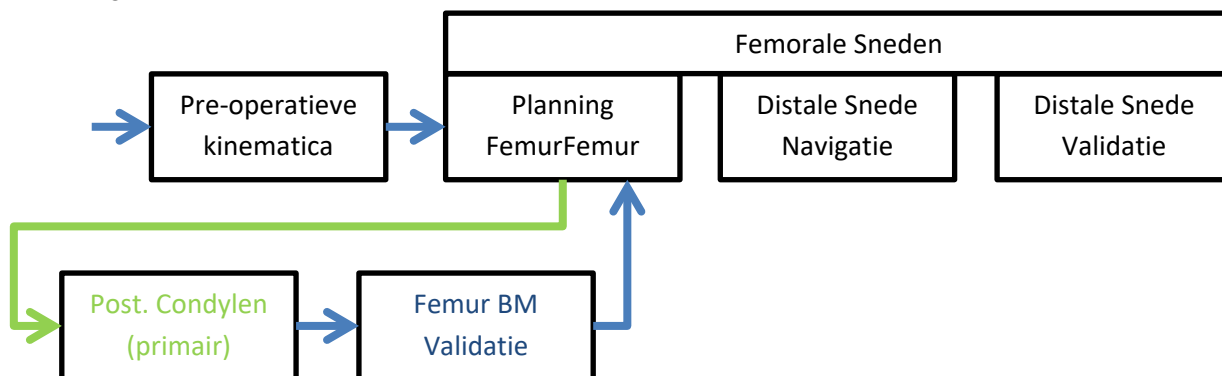 Femorale Sneden
Pre-operatieve
kinematica
Planning
FemurFemur
Distale Snede
Navigatie
Distale Snede
Validatie
Post. Condylen
(primair)
Femur BM
Validatie